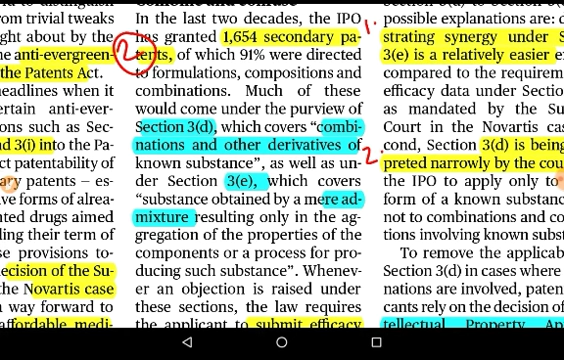 from trivial tweaks
ght about by the
e anti-evergreen-
the Patents Act.
headlines when it
ertain anti-ever-
ons such as Sec-
d 3(i) into the Pa-
ct patentability of
ry patents – es-
ve forms of alrea-
nted drugs aimed
ling their term of
se provisions to-
ecision of the Su-
the Novartis case
way forward to
affordable medi-
In the last two decades, the IPO
has granted 1,654 secondary pa-
tents, of which 91% were directed
to formulations, compositions and
combinations. Much of these
would come under the purview of
Section 3(d), which covers “combi-
nations and other derivatives of
known substance”, as well as un-
der Section 3(e), which covers
“substance obtained by a mere ad-
mixture resulting only in the ag-
gregation of the properties of the
components or a process for pro-
ducing such substance”. Whenev-
er an objection is raised under
these sections, the law requires
the applicant to submit efficacy
2
1.
2.
possible explanations are:
strating synergy under S
3(e) is a relatively easier
compared to the requirem
efficacy data under Section
as mandated by the Su
Court in the Novartis cas
cond, Section 3(d) is being
preted narrowly by the cou
the IPO to apply only to
form of a known substanc
not to combinations and co
tions involving known subst
To remove the applicab
Section 3(d) in cases where
nations are involved, paten
cants rely on the decision of
tellectual Property App